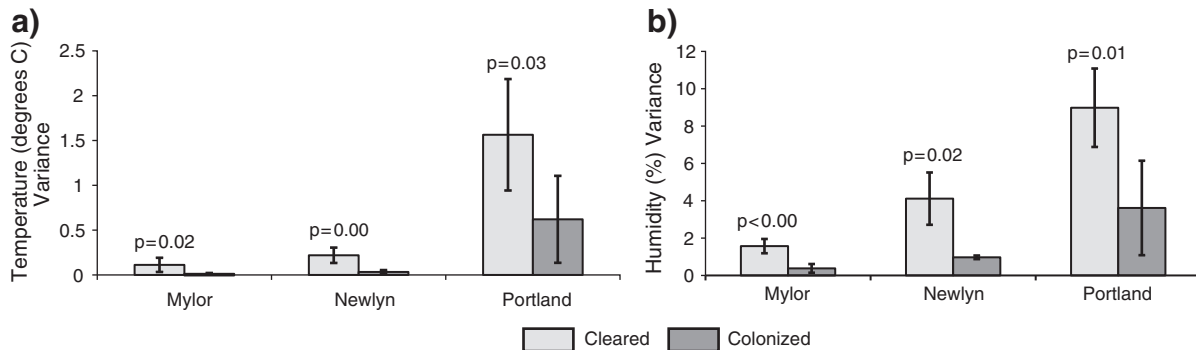 a)
Temperature (degrees C)
Variance
2.5
2
1.5
1
0.5
0
p=0.02
p=0.00
p=0.03
Mylor
Newlyn
Portland
b)
Humidity (%) Variance
12
10
8
6
4
2
0
p<0.00
p=0.02
p=0.01
Mylor
Newlyn
Portland
Cleared
Colonized